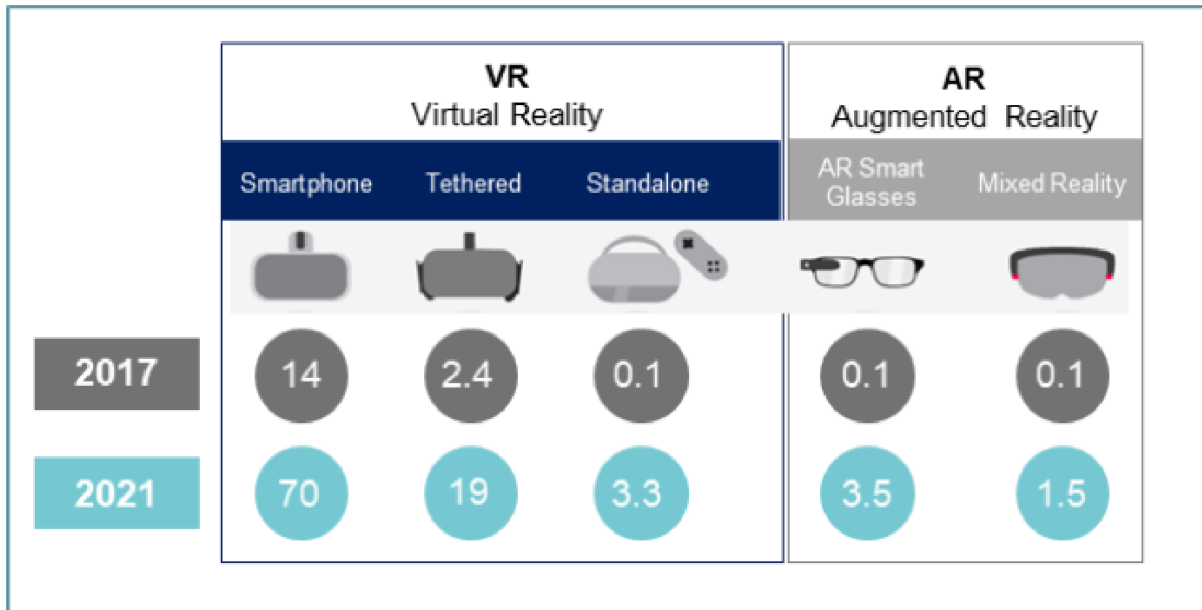 VR
Virtual Reality
AR
Augmented Reality
Smartphone
Tethered
Standalone
AR Smart
Glasses
Mixed Reality
2017
14
2.4
0.1
0.1
0.1
2021
70
19
3.3
3.5
1.5